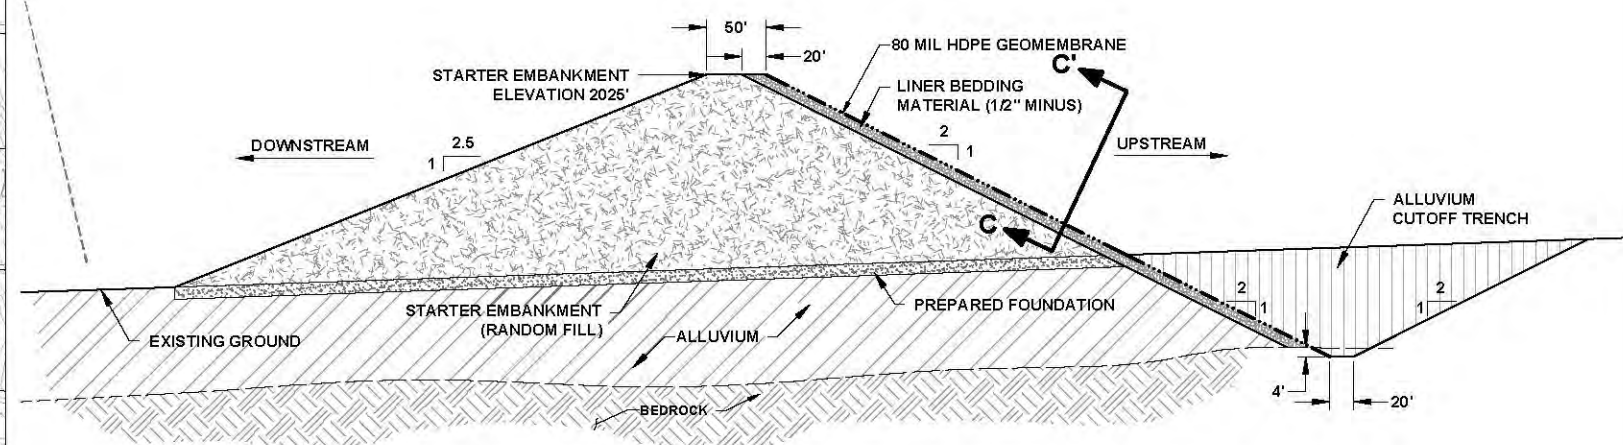 50'
20'
80 MIL HDPE GEOMEMBRANE
C'
STARTER EMBANKMENT
ELEVATION 2025'
LINER BEDDING
MATERIAL (1/2" MINUS)
DOWNSTREAM
2.5
1
2
1
UPSTREAM
ALLUVIUM
CUTOFF TRENCH
C
STARTER EMBANKMENT
(RANDOM FILL)
PREPARED FOUNDATION
2
1
2
1
EXISTING GROUND
ALLUVIUM
4'
20'
BEDROCK